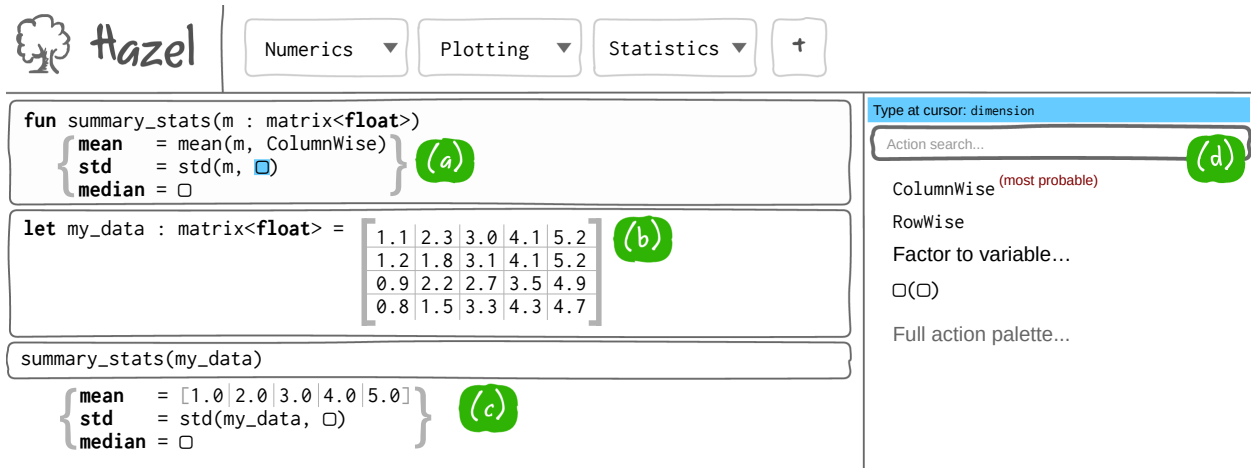 Hazel
Numerics ▼ Plotting ▼ Statistics ▼ +
fun summary_stats(m : matrix<float>)
mean = mean(m, ColumnWise)
std = std(m, ▢)
median = ▢
(a)
let my_data : matrix<float> =
1.1 2.3 3.0 4.1 5.2
1.2 1.8 3.1 4.1 5.2
0.9 2.2 2.7 3.5 4.9
0.8 1.5 3.3 4.3 4.7
(b)
summary_stats(my_data)
mean = [1.0|2.0|3.0|4.0|5.0]
std = std(my_data, ▢)
median = ▢
(c)
Type at cursor: dimension
Action search...
(d)
ColumnWise (most probable)
RowWise
Factor to variable...
▢(▢)
Full action palette...